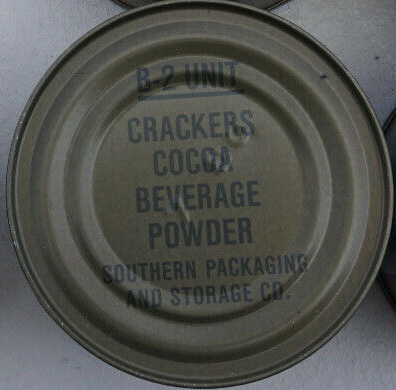 B-2 UNIT
CRACKERS
COCOA
BEVERAGE
POWDER
SOUTHERN PACKAGING
AND STORAGE CO.